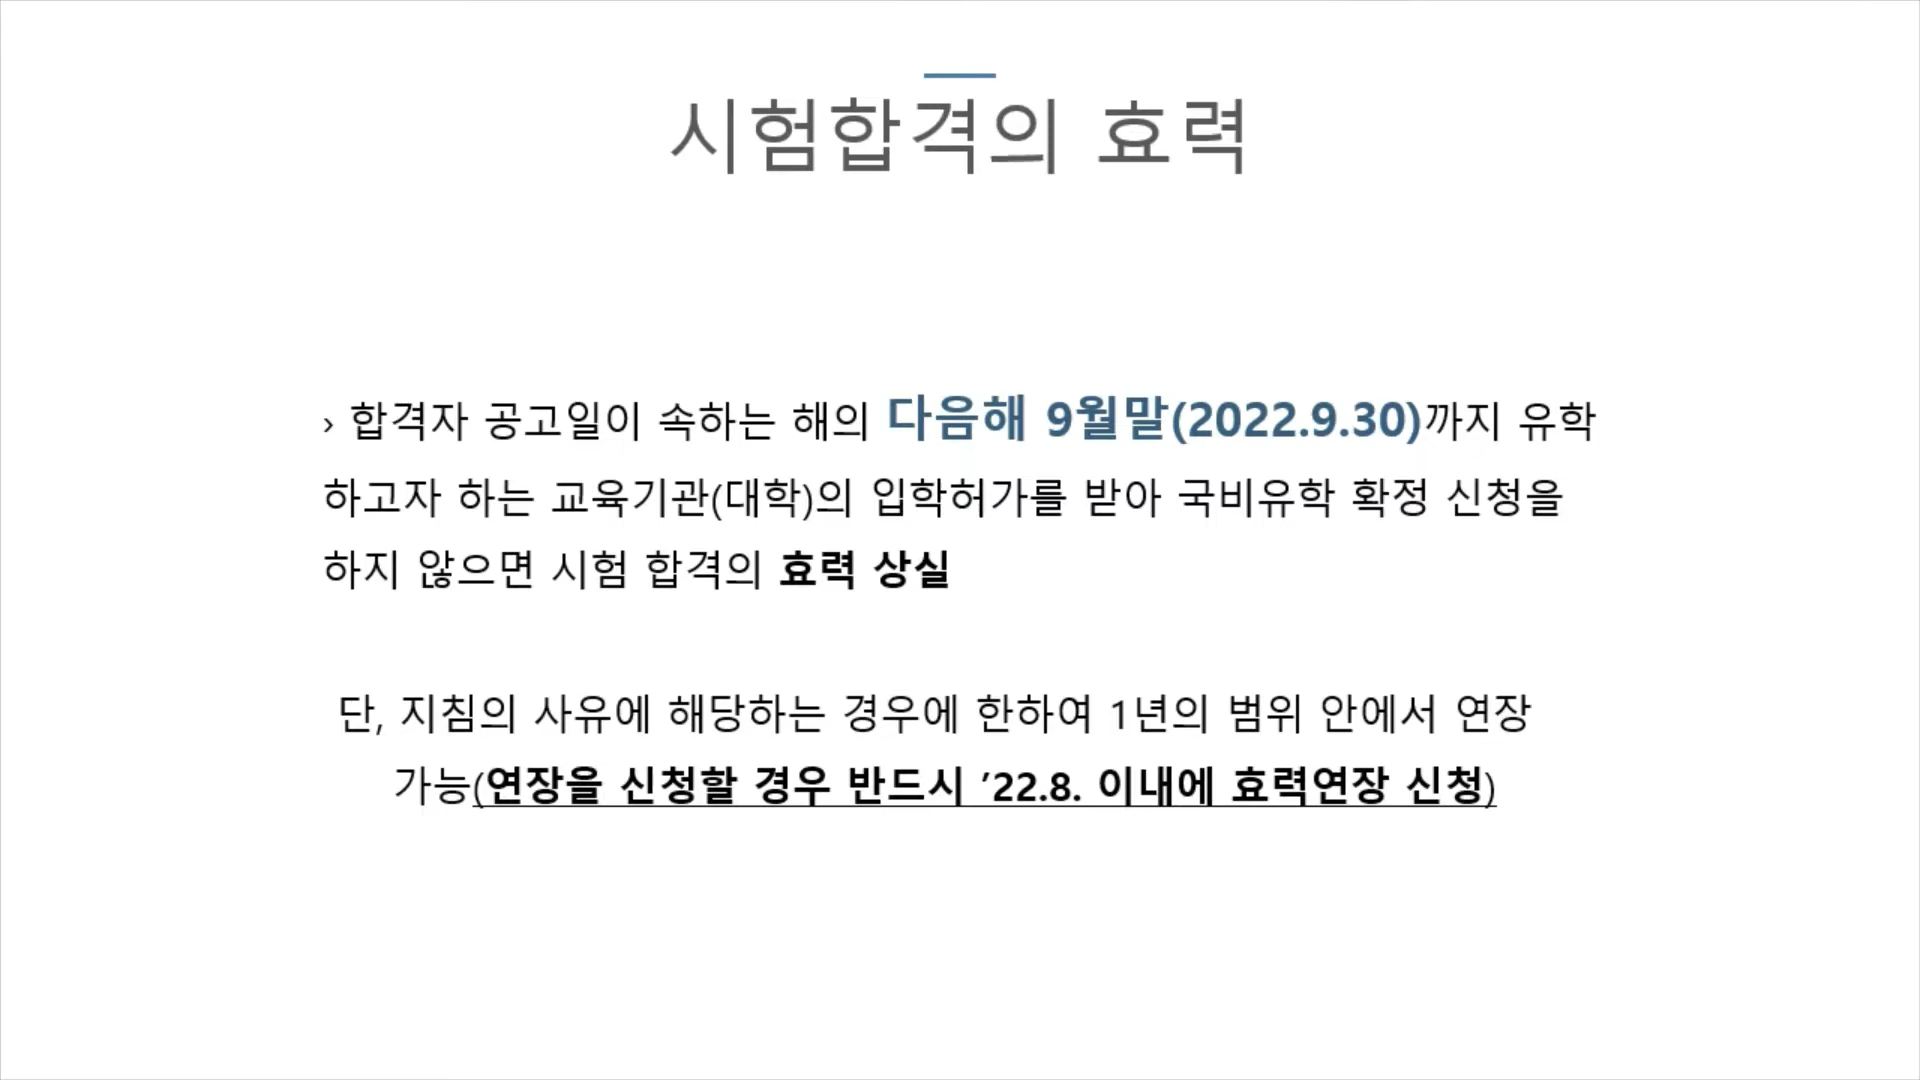 시험합격의 효력
› 합격자 공고일이 속하는 해의 다음해 9월말(2022.9.30)까지 유학
하고자 하는 교육기관(대학)의 입학허가를 받아 국비유학 확정 신청을
하지 않으면 시험 합격의 효력 상실
단, 지침의 사유에 해당하는 경우에 한하여 1년의 범위 안에서 연장
가능(연장을 신청할 경우 반드시 ’22.8. 이내에 효력연장 신청)